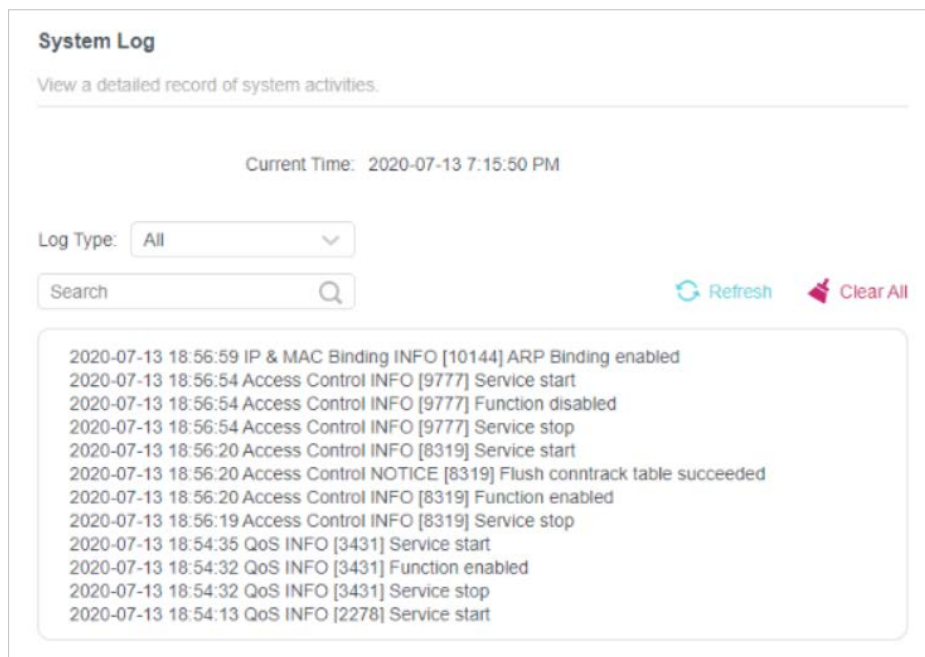 System Log
View a detailed record of system activities.
Current Time: 2020-07-13 7:15:50 PM
Log Type: All
Search
Refresh Clear All
2020-07-13 18:56:59 IP & MAC Binding INFO [10144] ARP Binding enabled
2020-07-13 18:56:54 Access Control INFO [9777] Service start
2020-07-13 18:56:54 Access Control INFO [9777] Function disabled
2020-07-13 18:56:54 Access Control INFO [9777] Service stop
2020-07-13 18:56:20 Access Control INFO [8319] Service start
2020-07-13 18:56:20 Access Control NOTICE [8319] Flush conntrack table succeeded
2020-07-13 18:56:20 Access Control INFO [8319] Function enabled
2020-07-13 18:56:19 Access Control INFO [8319] Service stop
2020-07-13 18:54:35 QoS INFO [3431] Service start
2020-07-13 18:54:32 QoS INFO [3431] Function enabled
2020-07-13 18:54:32 QoS INFO [3431] Service stop
2020-07-13 18:54:13 QoS INFO [2278] Service start